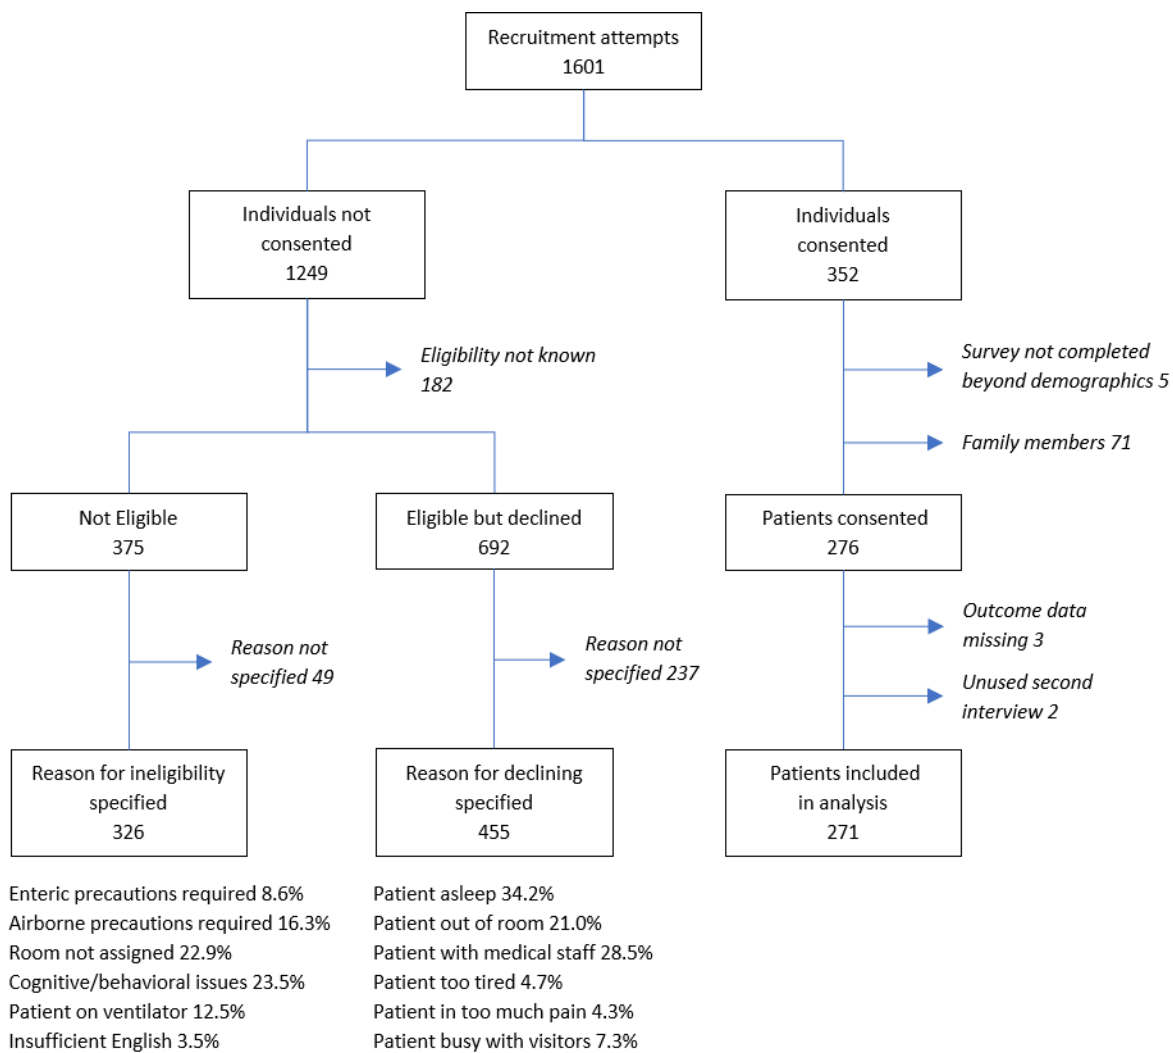 Recruitment attempts
1601
Individuals not
consented
1249
Individuals
consented
352
Eligibility not known
182
Survey not completed
beyond demographics 5
Family members 71
Not Eligible
375
Eligible but declined
692
Patients consented
276
Reason not
specified 49
Reason not
specified 237
Outcome data
missing 3
Unused second
interview 2
Reason for ineligibility
specified
326
Reason for declining
specified
455
Patients included
in analysis
271
Enteric precautions required 8.6%
Airborne precautions required 16.3%
Room not assigned 22.9%
Cognitive/behavioral issues 23.5%
Patient on ventilator 12.5%
Insufficient English 3.5%
Patient asleep 34.2%
Patient out of room 21.0%
Patient with medical staff 28.5%
Patient too tired 4.7%
Patient in too much pain 4.3%
Patient busy with visitors 7.3%